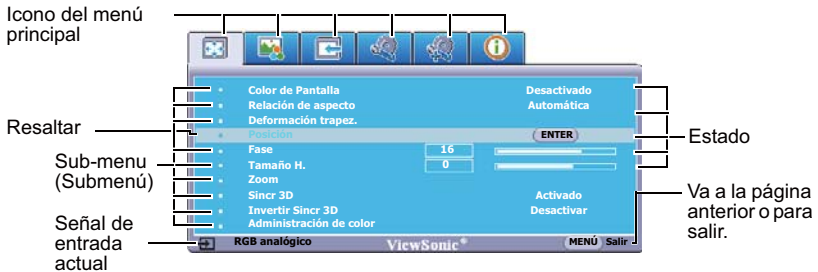 Icono del menú
principal
Color de Pantalla Desactivado
Relación de aspecto Automática
Deformación trapez.
Resaltar
Posición ENTER
Estado
Fase 16
Sub-menu
(Submenú)
Tamaño H. 0
Zoom
Sincr 3D Activado
Invertir Sincr 3D Desactivar
Administración de color
Va a la página
anterior o para
salir.
Señal de
entrada
actual
RGB analógico ViewSonic® MENÚ Salir